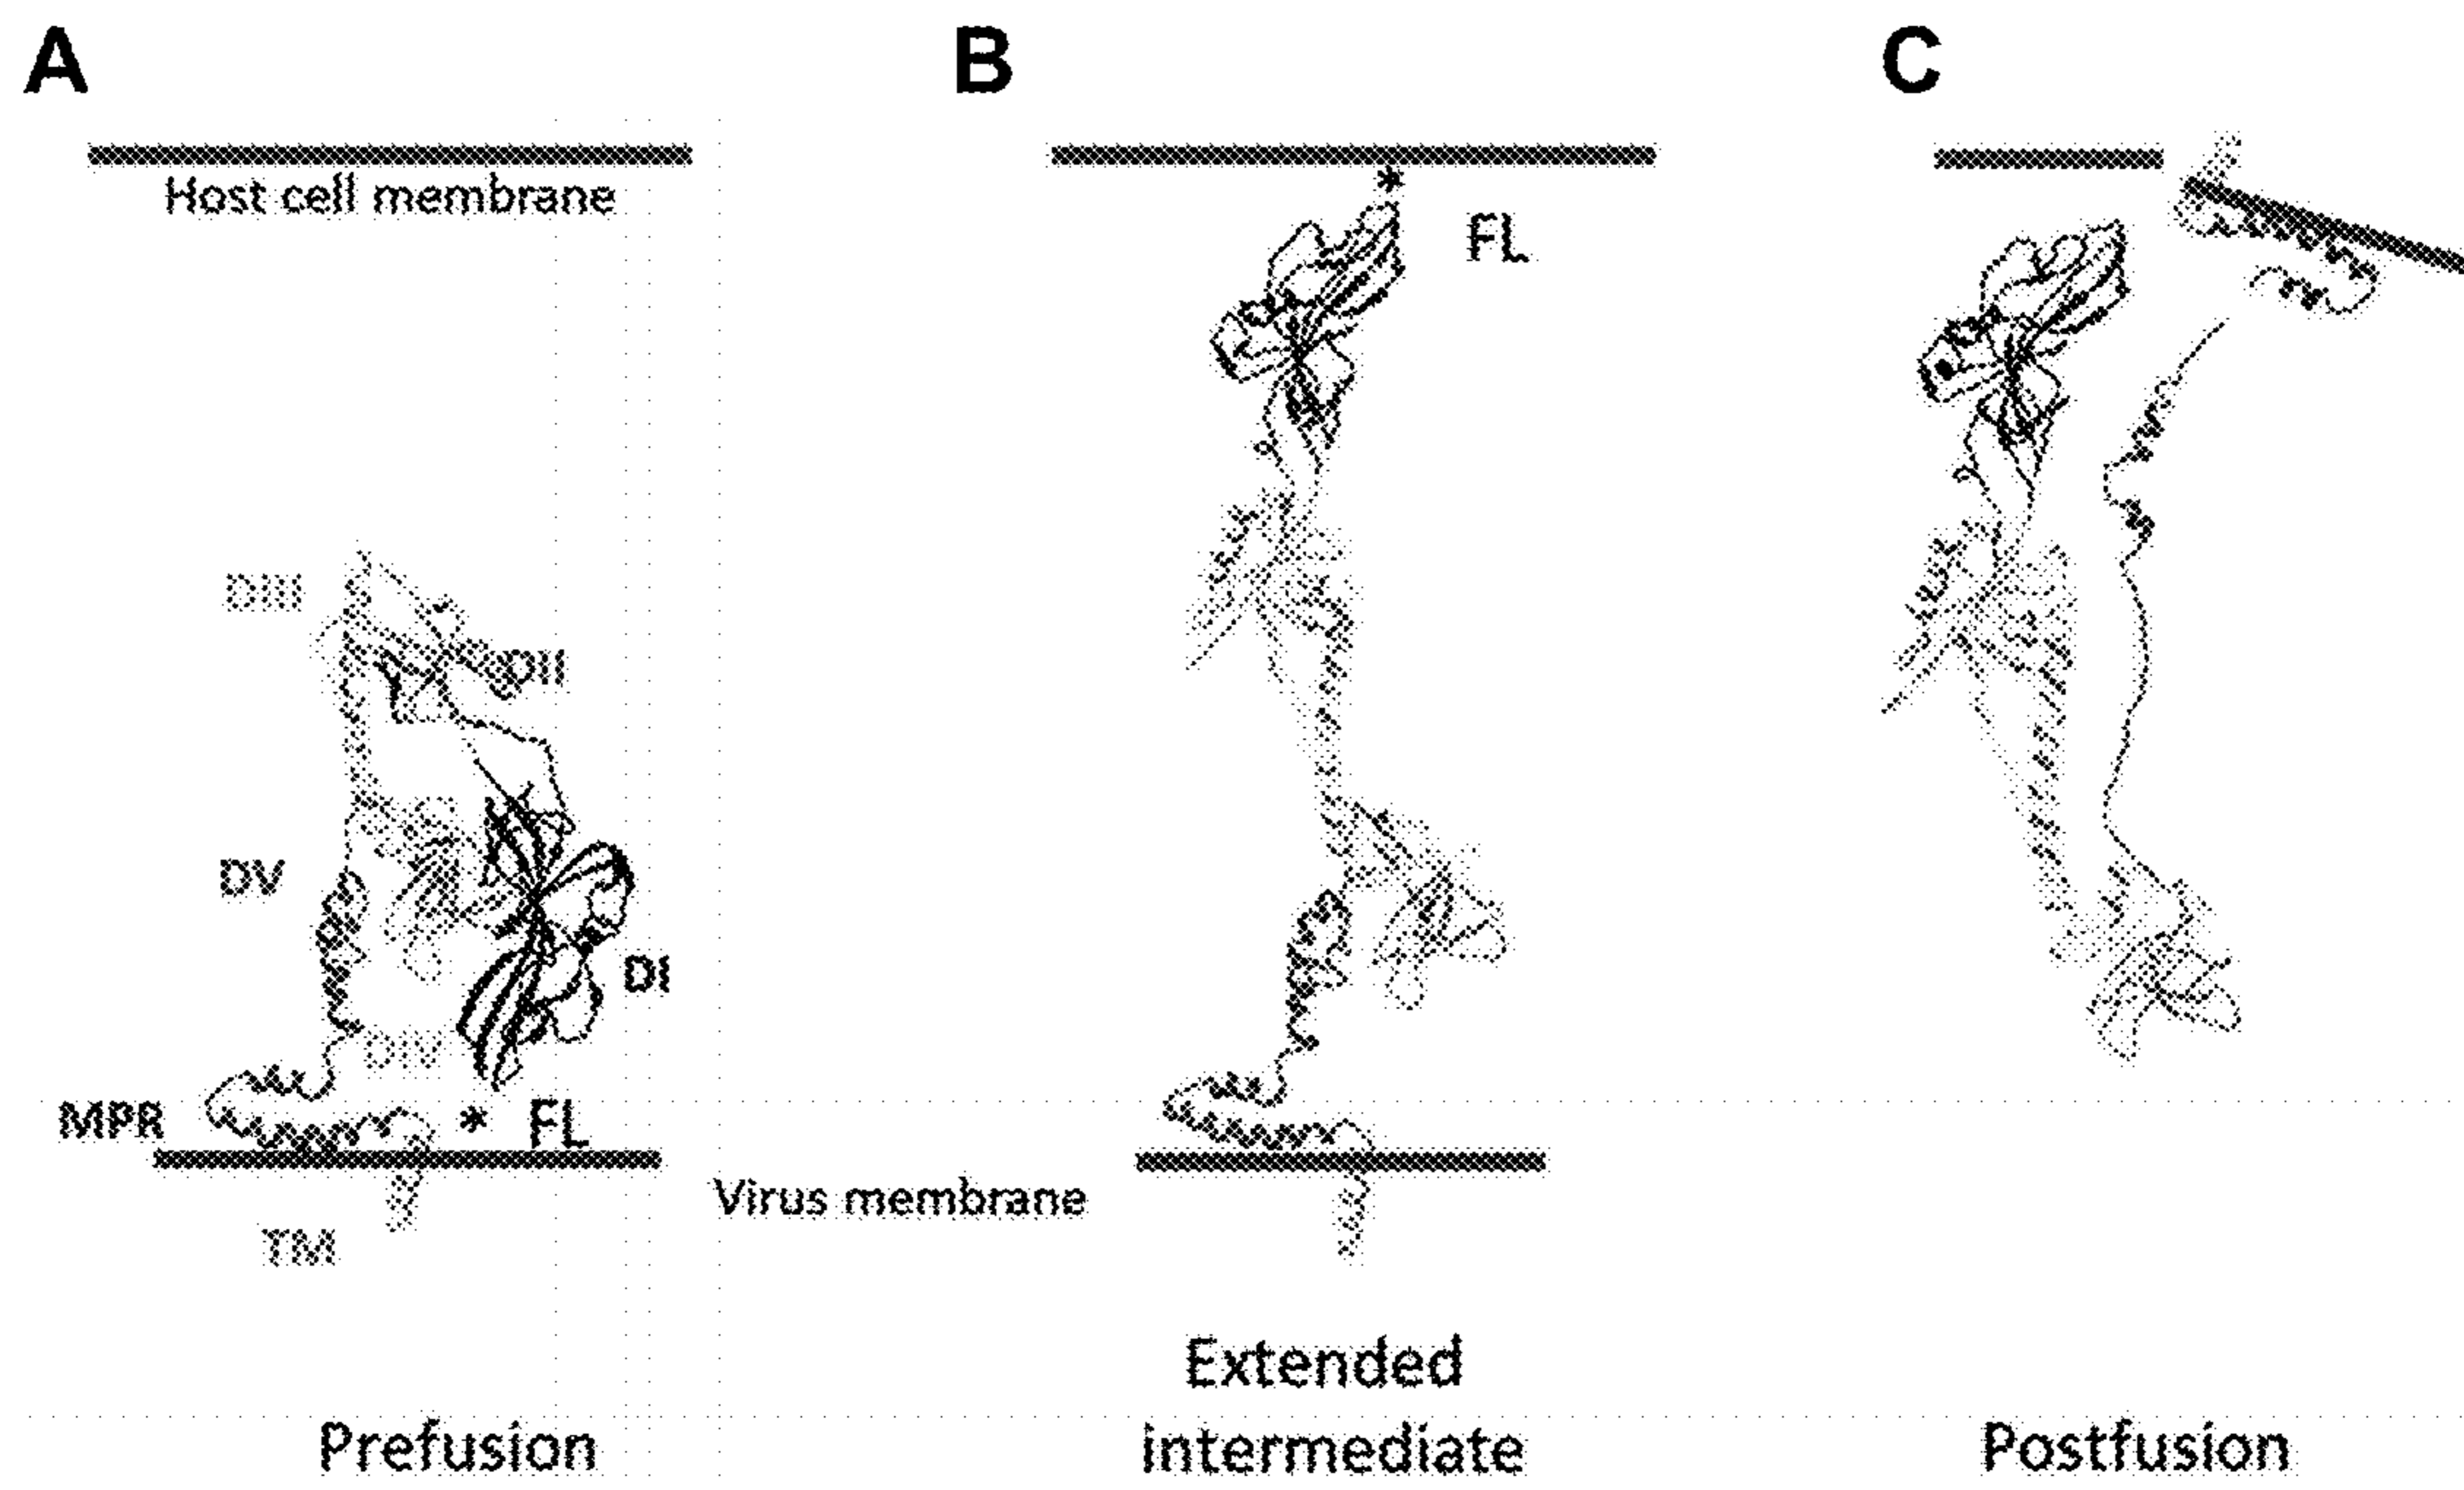 A
B
C
Host cell membrane
FL
DIII
DII
DV
DI
DIV
MPR
*
FL
*
Virus membrane
TM
Extended
intermediate
Prefusion
Postfusion